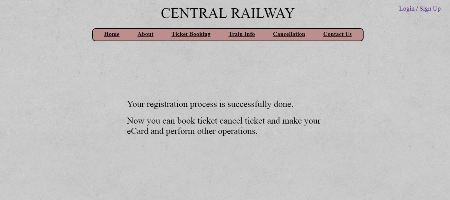 CENTRAL RAILWAY
Login / Sign Up
Home About Ticket Booking Train Info Cancellation Contact Us
Your registration process is successfully done.
Now you can book ticket cancel ticket and make your
eCard and perform other operations.